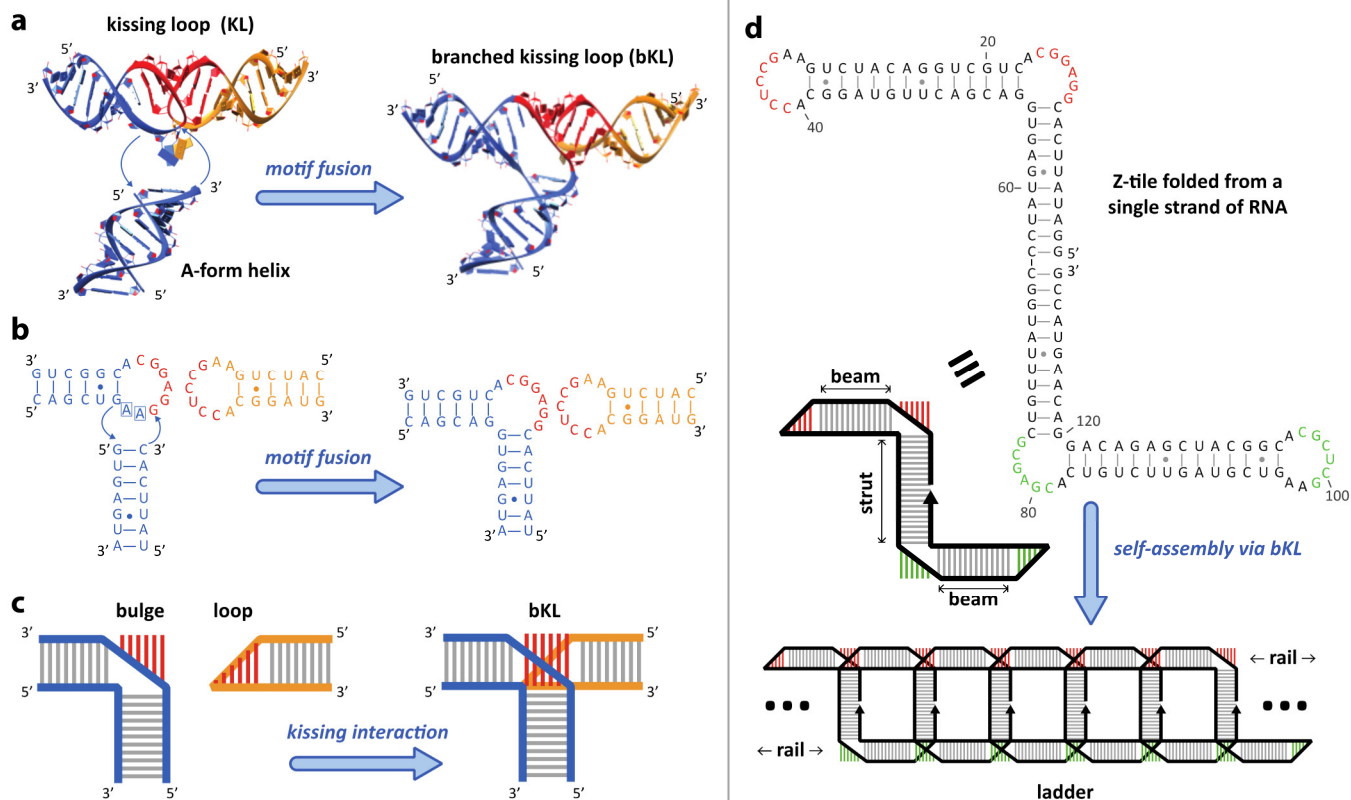 a
kissing loop (KL)
5’
3’
5’
3’
5’
3’
3’
5’
A-form helix
motif fusion
branched kissing loop (bKL)
3’
5’
5’
3’
3’
5’
b
3’
G U C G G C A C G G A G G
C A G C U G A A
5’
C C U C C G A A G U C U A C
A C G G A U G
5’
3’
5’
3’
G U G A G U A
C A C U U A U
3’
5’
motif fusion
3’
G U C G U C A C G G A G G
C A G C A G
5’
C C U C C G A A G U C U A C
A C G G A U G
5’
3’
G U G A G U A
C A C U U A U
3’
5’
c
bulge
loop
bKL
3’
5’
5’
3’
3’
5’
kissing interaction
3’
5’
5’
3’
3’
5’
d
20
C C U C C G A A G U C U A C A G G U C G U C A C G G A G G
A C G G A U G U U C A G C A G
40
60
G U G A G U A U C C C G G U A U U U G U C
C A C U U A U A G G
5’
3’
G C C A U G A A C A G
120
G A C A G A G C U A C G G C A C G C U C G
G C G A G C A C U G U C U U G A U G C U G A A
80
100
Z-tile folded from a
single strand of RNA
beam
strut
beam
self-assembly via bKL
← rail →
← rail →
ladder